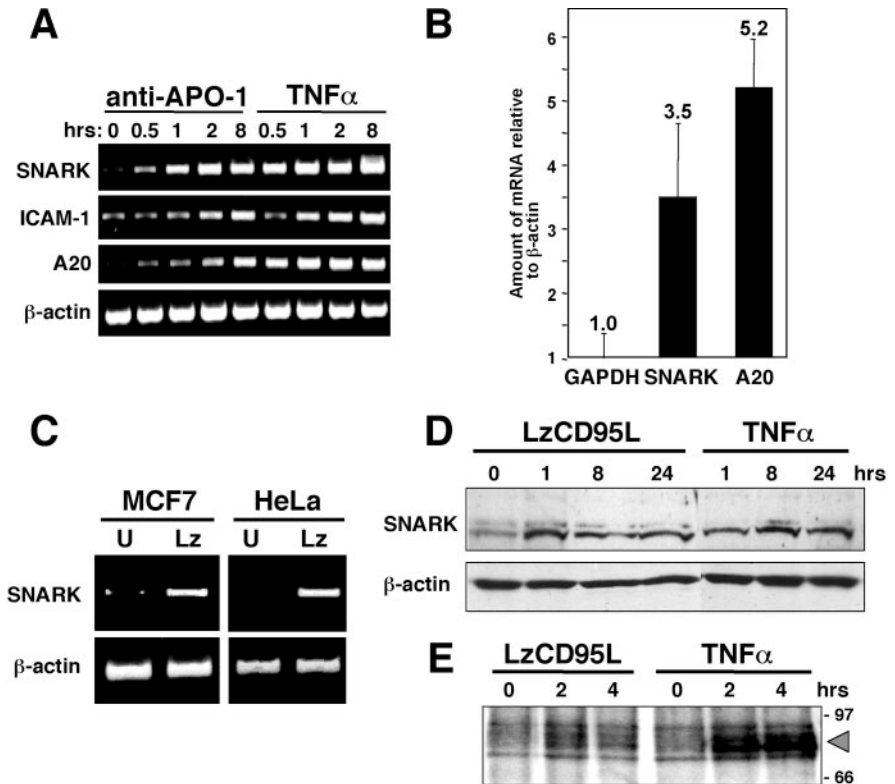 A
anti-APO-1 TNFα
hrs: 0 0.5 1 2 8 0.5 1 2 8
SNARK
ICAM-1
A20
β-actin
B
Amount of mRNA relative
to β-actin
6
5
4
3
2
1
1.0
3.5
5.2
GAPDH SNARK A20
C
MCF7 HeLa
U Lz U Lz
SNARK
β-actin
D
LzCD95L TNFα
0 1 8 24 1 8 24 hrs
SNARK
β-actin
E
LzCD95L TNFα
0 2 4 0 2 4 hrs
- 97
- 66